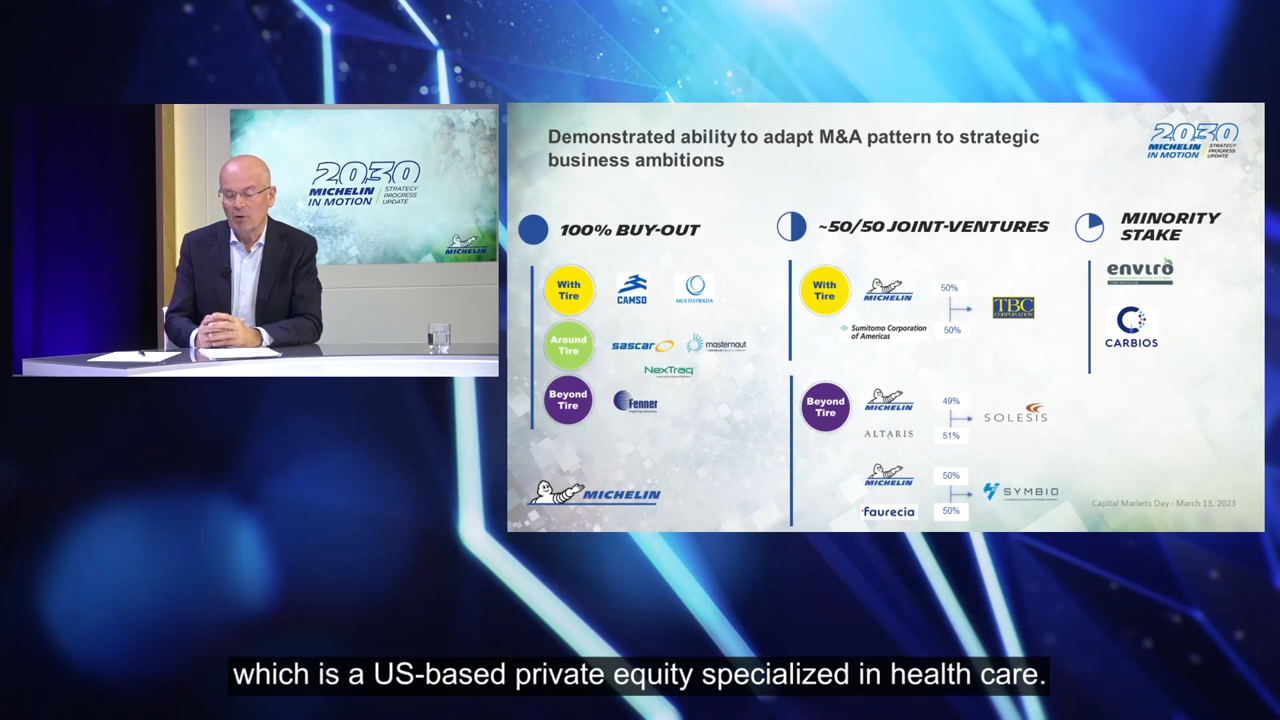 2030
MICHELIN
IN MOTION
STRATEGY
PROGRESS
UPDATE
MICHELIN
Demonstrated ability to adapt M&A pattern to strategic
business ambitions
2030
MICHELIN
IN MOTION
STRATEGY
PROGRESS
UPDATE
100% BUY-OUT
With
Tire
CAMSO
MULTISTRADA
Around
Tire
sascar
masternaut
NexTraq
Beyond
Tire
Fenner
MICHELIN
~50/50 JOINT-VENTURES
With
Tire
MICHELIN
50%
Sumitomo Corporation
of Americas
50%
TBC
CORPORATION
Beyond
Tire
MICHELIN
49%
ALTARIS
51%
SOLESIS
MICHELIN
50%
faurecia
50%
SYMBIO
MINORITY
STAKE
enviro
CARBIOS
Capital Markets Day - March 13, 2023
which is a US-based private equity specialized in health care.